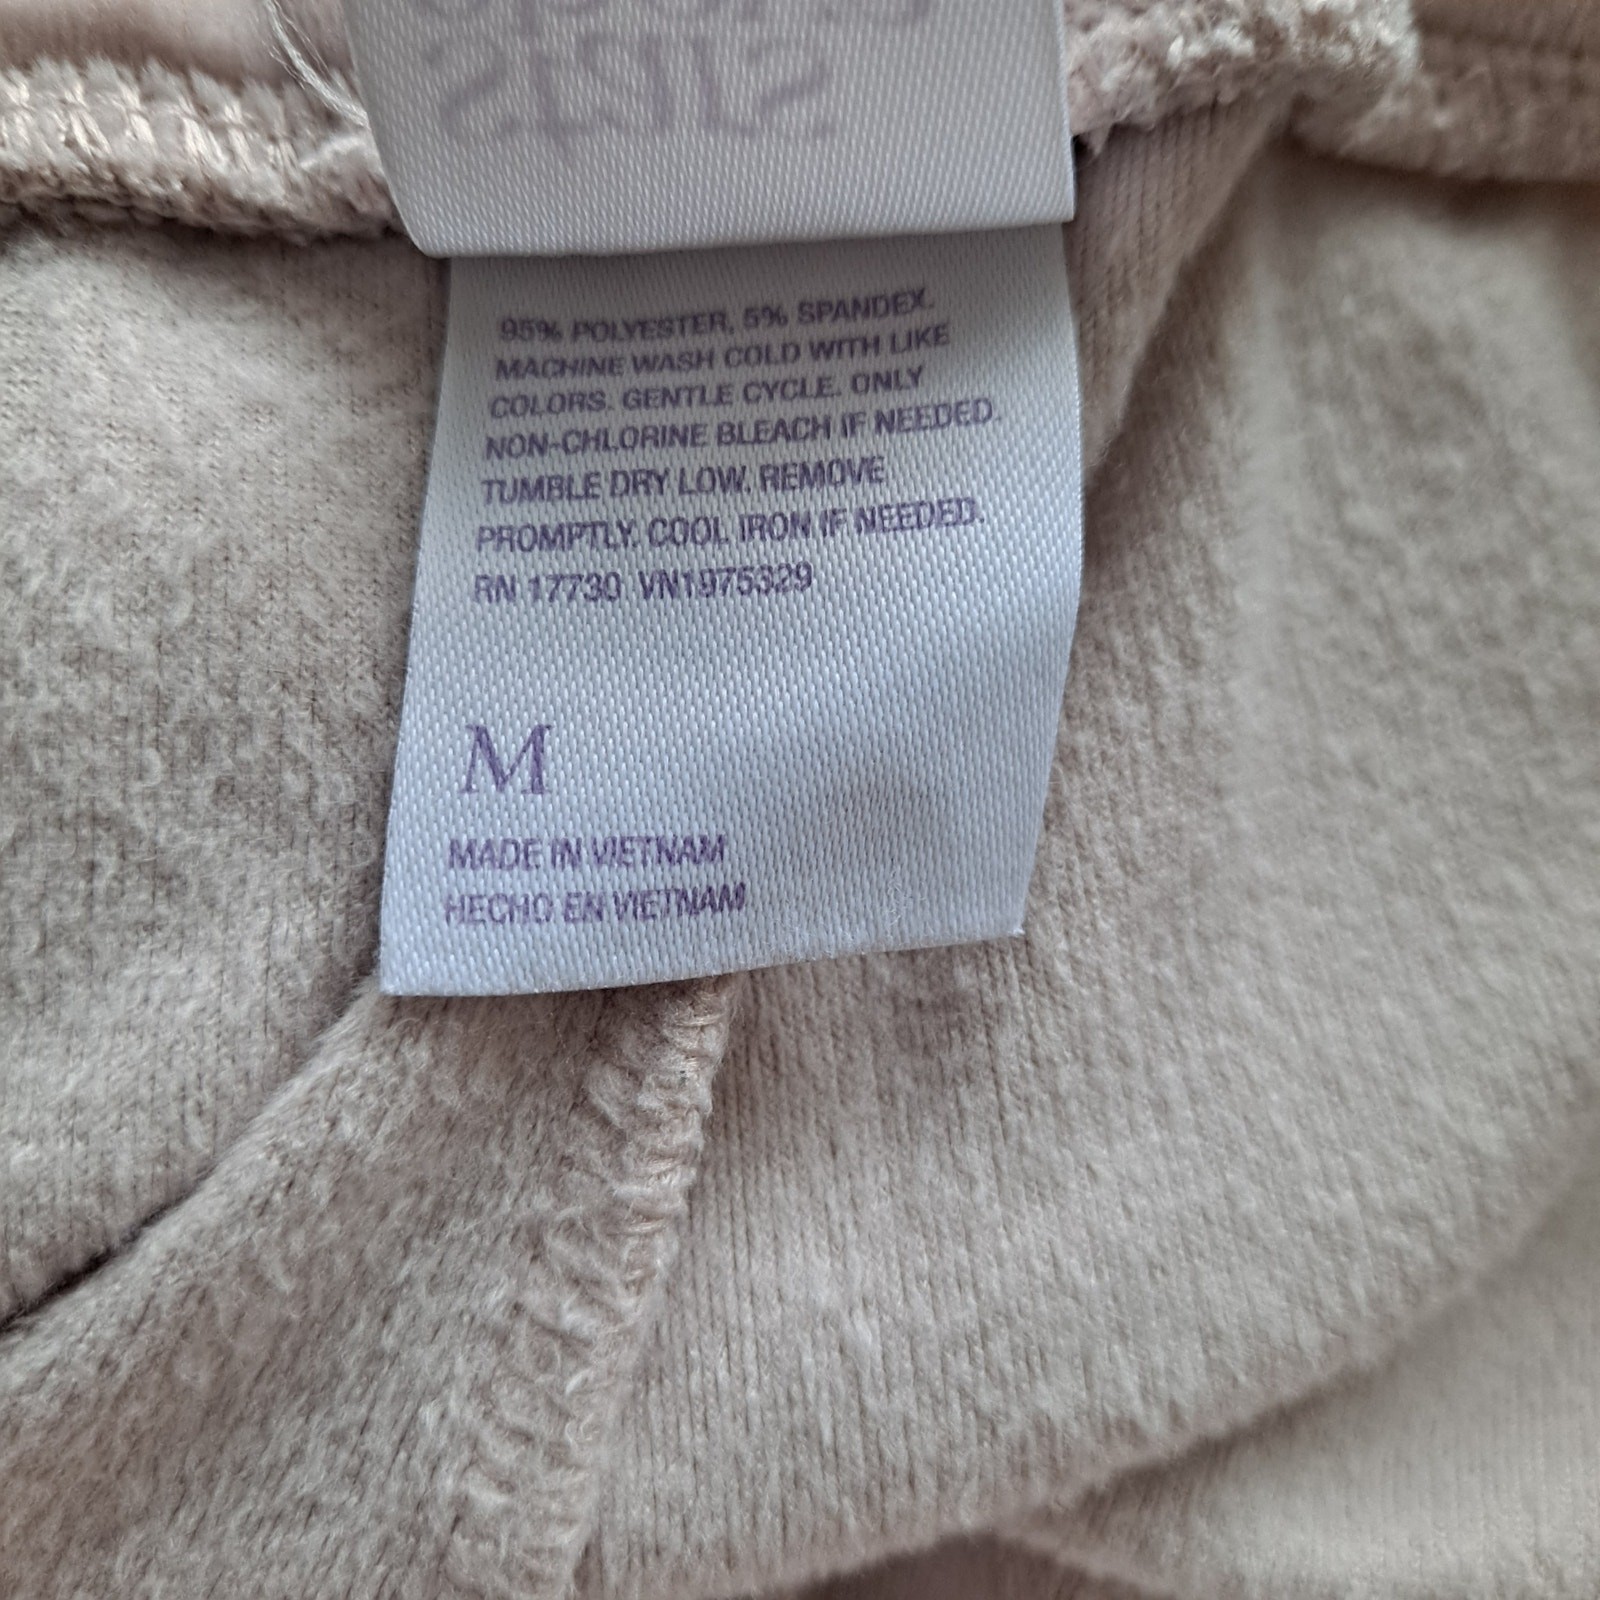 95% POLYESTER, 5% SPANDEX.
MACHINE WASH COLD WITH LIKE
COLORS. GENTLE CYCLE. ONLY
NON-CHLORINE BLEACH IF NEEDED.
TUMBLE DRY LOW. REMOVE
PROMPTLY. COOL IRON IF NEEDED.
RN 17730 VN1975329
M
MADE IN VIETNAM
HECHO EN VIETNAM